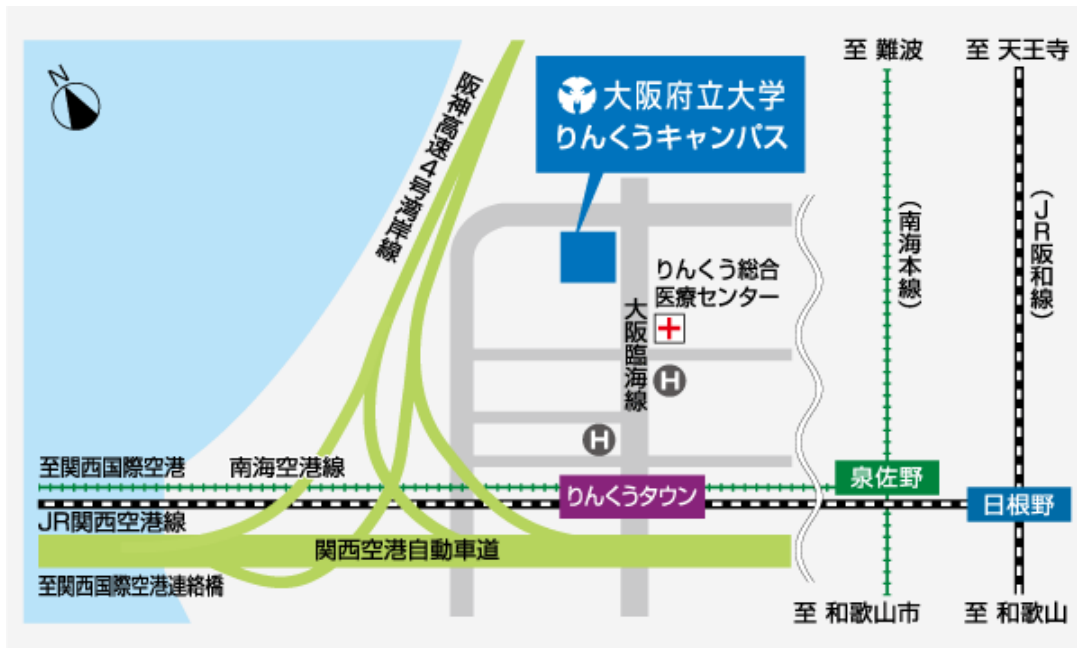 N
至 難波
至 天王寺
大阪府立大学
りんくうキャンパス
阪神高速4号湾岸線
(南海本線)
(JR阪和線)
りんくう総合
医療センター
大阪臨海線
H
H
至関西国際空港
南海空港線
泉佐野
りんくうタウン
日根野
JR関西空港線
関西空港自動車道
至関西国際空港連絡橋
至 和歌山市
至 和歌山